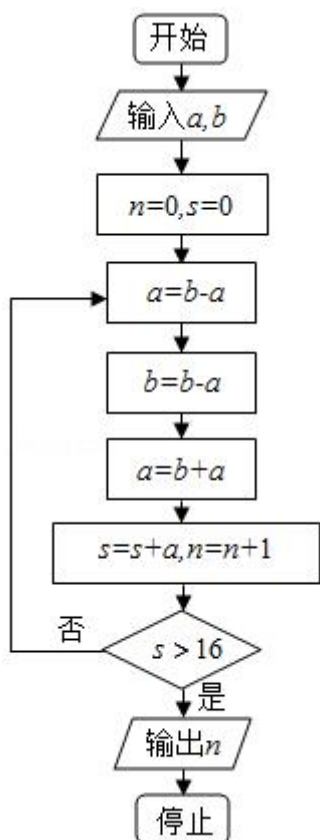 开始
输入a,b
n=0,s=0
a=b-a
b=b-a
a=b+a
s=s+a,n=n+1
否
s>16
是
输出n
停止